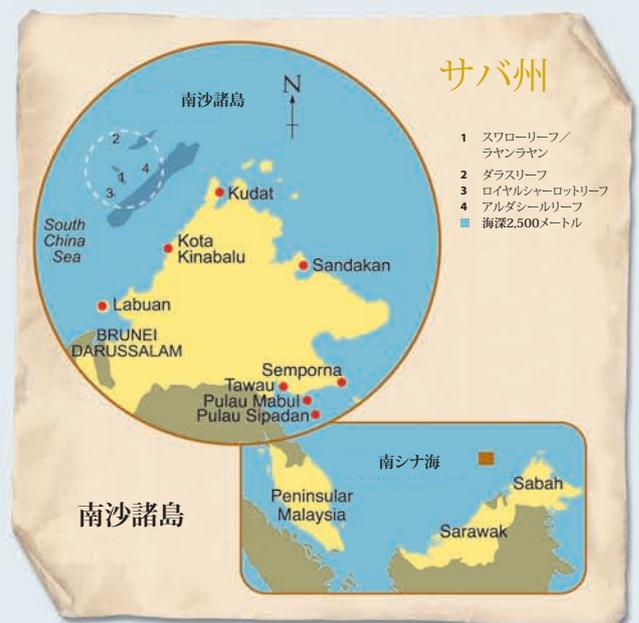 サバ州
N
南沙諸島
2
1
4
3
Kudat
South
China
Sea
Kota
Kinabalu
Sandakan
Labuan
BRUNEI
DARUSSALAM
Semporna
Tawau
Pulau Mabul
Pulau Sipadan
1 スワローリーフ／
ラヤンラヤン
2 ダラスリーフ
3 ロイヤルシャーロットリーフ
4 アルダシールリーフ
海深2,500メートル
南シナ海
Peninsular
Malaysia
Sabah
Sarawak
南沙諸島